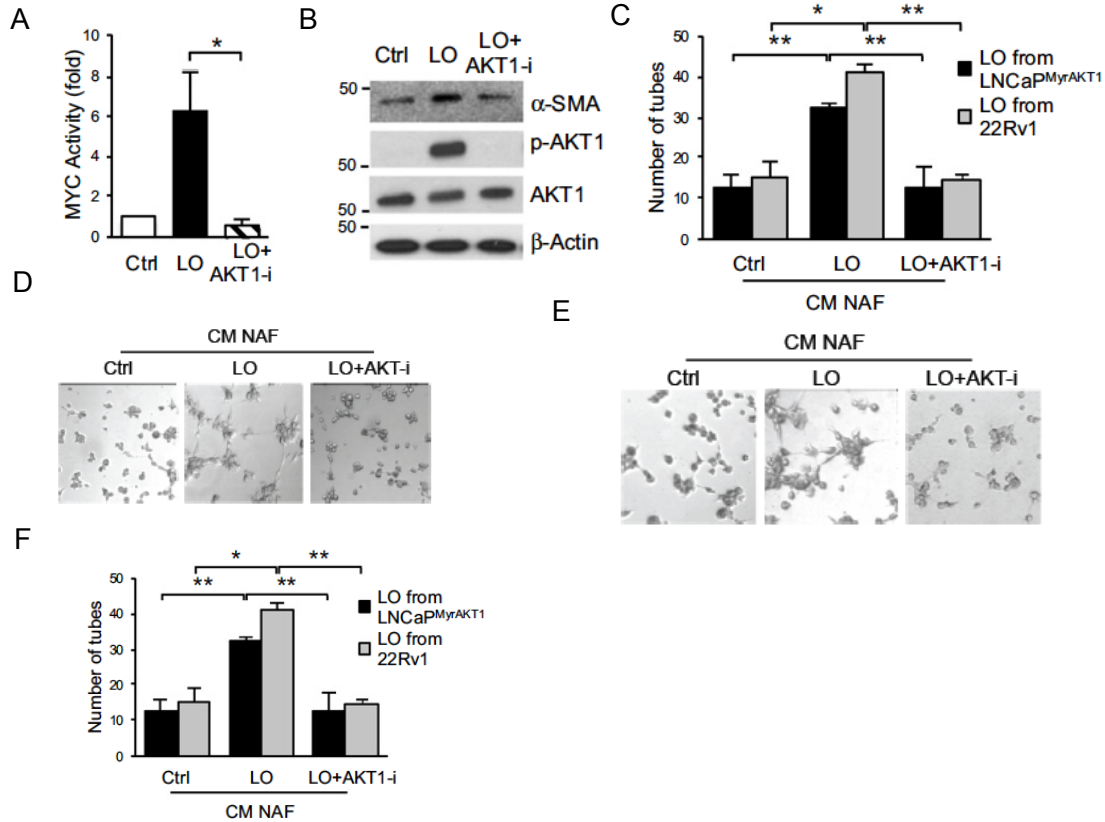 A
MYC Activity (fold)
10
8
6
4
2
0
*
Ctrl
LO
LO+
AKT1-i
B
Ctrl
LO
LO+
AKT1-i
50
α-SMA
50
p-AKT1
50
AKT1
50
β-Actin
C
Number of tubes
50
40
30
20
10
0
*
**
**
**
LO from
LNCaPMyrAKT1
LO from
22Rv1
Ctrl
LO
LO+AKT1-i
CM NAF
D
CM NAF
Ctrl
LO
LO+AKT-i
E
CM NAF
Ctrl
LO
LO+AKT-i
F
Number of tubes
50
40
30
20
10
0
*
**
**
**
LO from
LNCaPMyrAKT1
LO from
22Rv1
Ctrl
LO
LO+AKT1-i
CM NAF